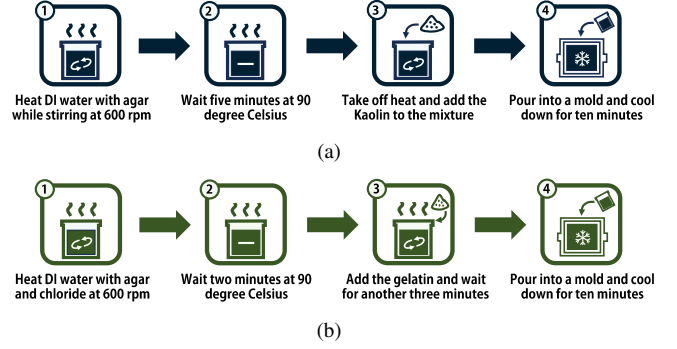 1
2
3
4
Heat DI water with agar
while stirring at 600 rpm
Wait five minutes at 90
degree Celsius
Take off heat and add the
Kaolin to the mixture
Pour into a mold and cool
down for ten minutes
(a)
1
2
3
4
Heat DI water with agar
and chloride at 600 rpm
Wait two minutes at 90
degree Celsius
Add the gelatin and wait
for another three minutes
Pour into a mold and cool
down for ten minutes
(b)